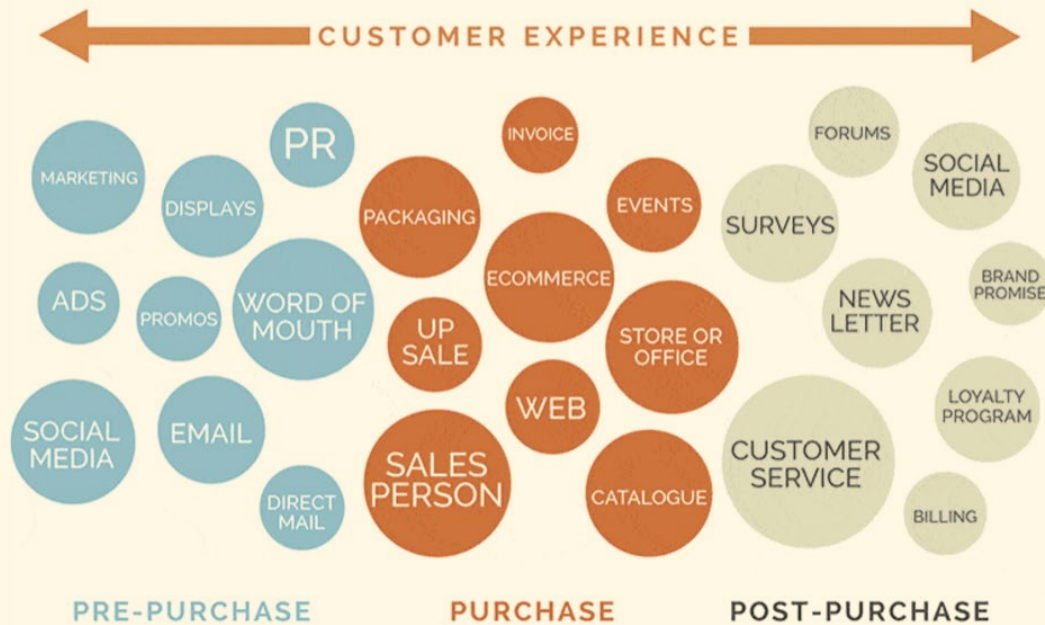 CUSTOMER EXPERIENCE
MARKETING
DISPLAYS
PR
ADS
PROMOS
WORD OF
MOUTH
SOCIAL
MEDIA
EMAIL
DIRECT
MAIL
INVOICE
PACKAGING
EVENTS
ECOMMERCE
UP
SALE
STORE OR
OFFICE
WEB
SALES
PERSON
CATALOGUE
FORUMS
SOCIAL
MEDIA
SURVEYS
BRAND
PROMISE
NEWS
LETTER
LOYALTY
PROGRAM
CUSTOMER
SERVICE
BILLING
PRE-PURCHASE
PURCHASE
POST-PURCHASE